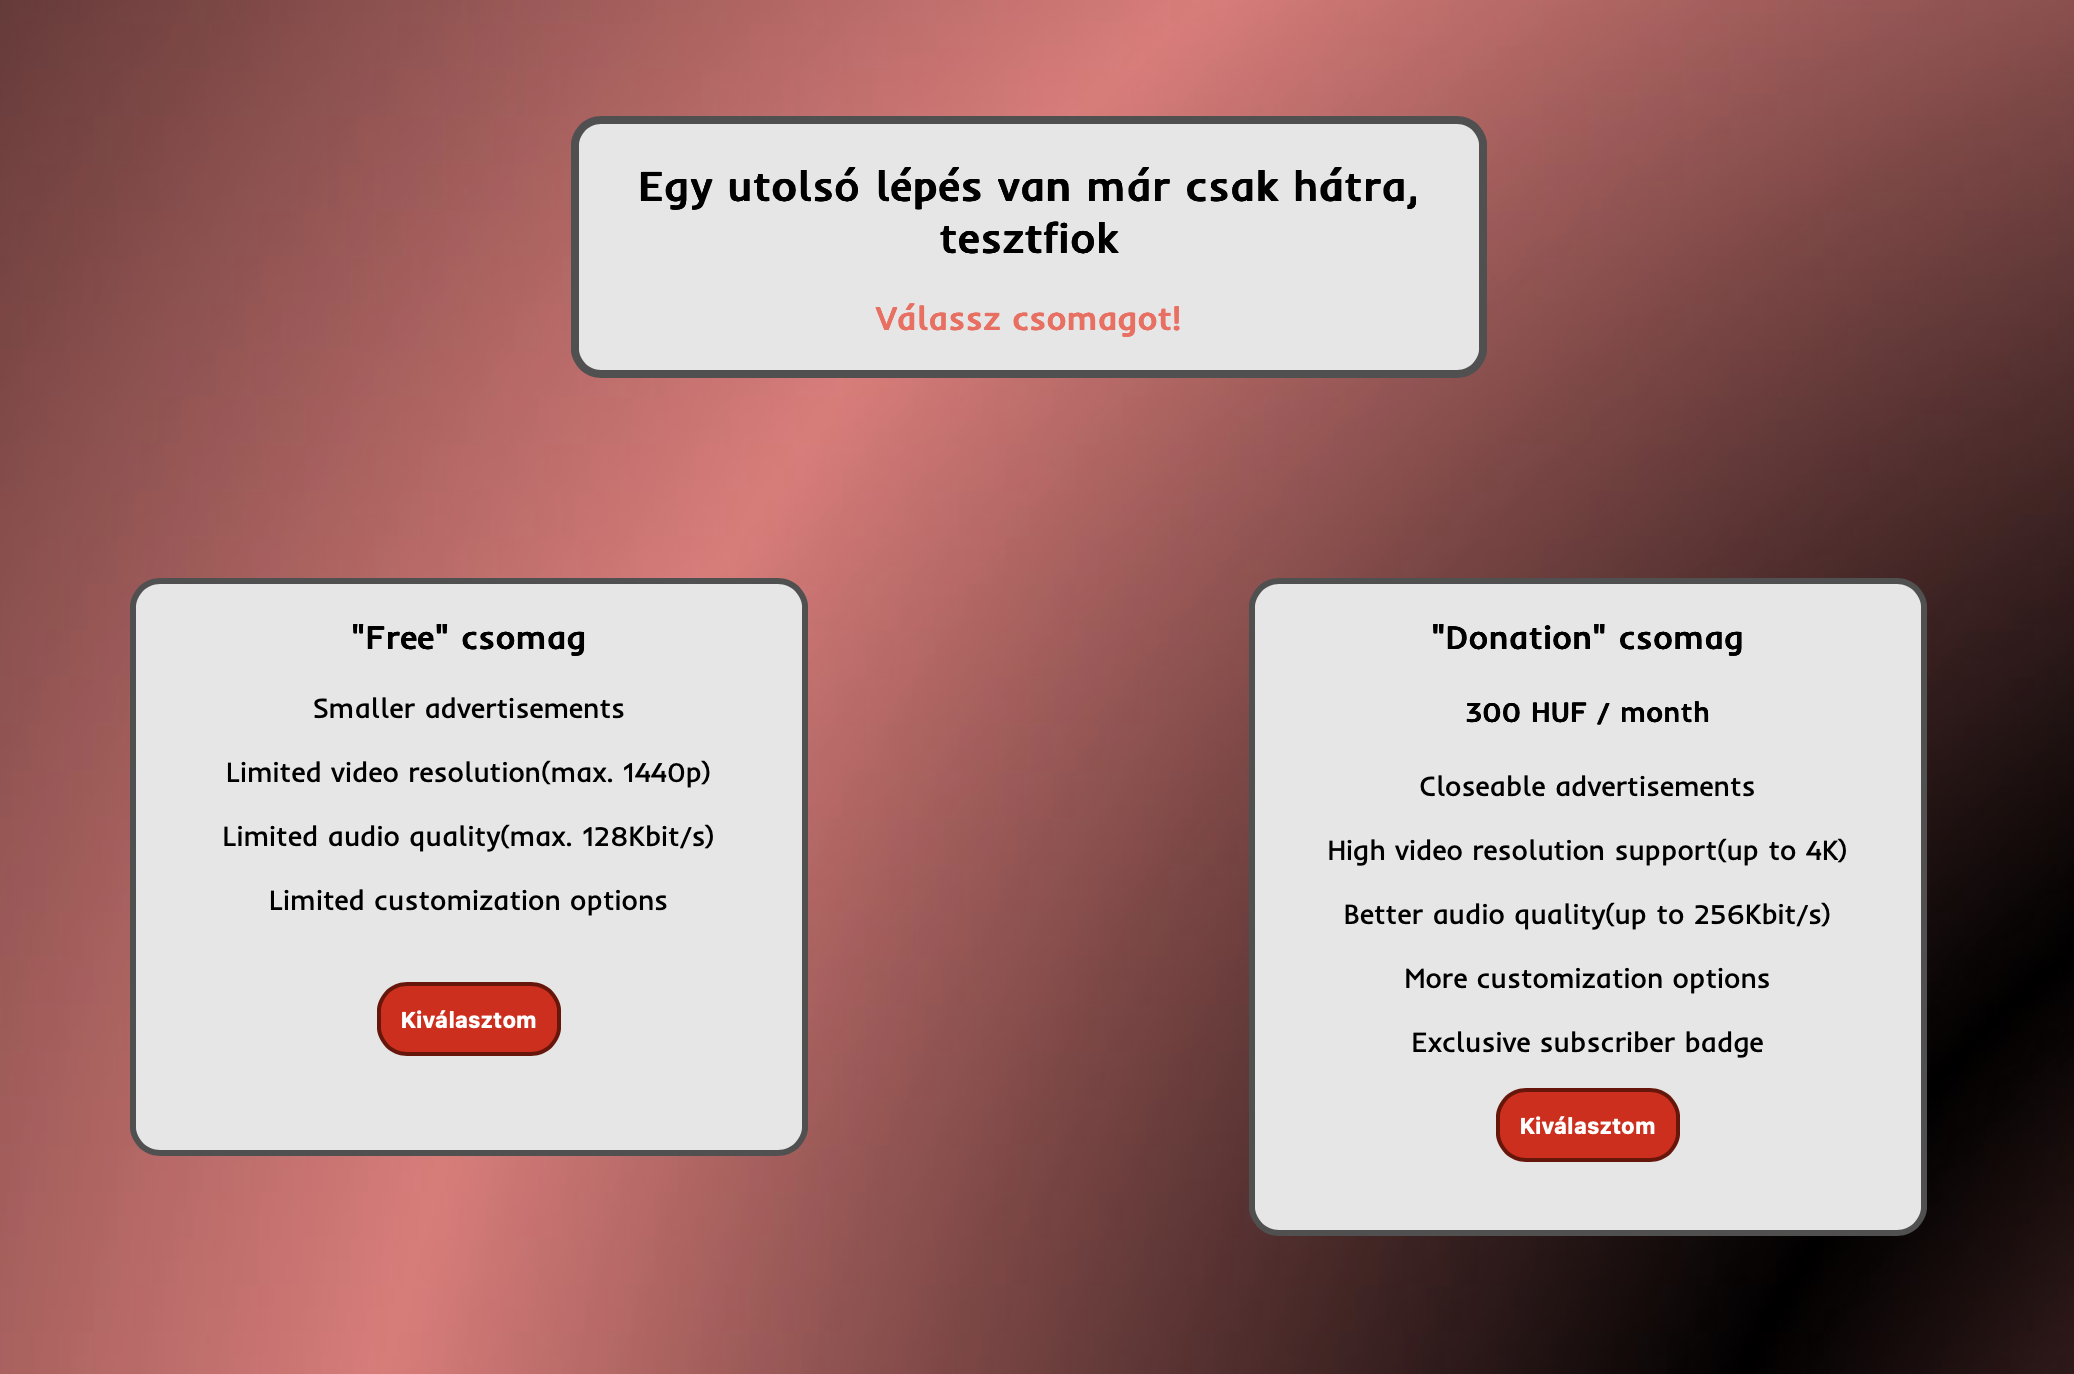 Egy utolsó lépés van már csak hátra,
tesztfiok
Válassz csomagot!
"Free" csomag
Smaller advertisements
Limited video resolution(max. 1440p)
Limited audio quality(max. 128Kbit/s)
Limited customization options
Kiválasztom
"Donation" csomag
300 HUF / month
Closeable advertisements
High video resolution support(up to 4K)
Better audio quality(up to 256Kbit/s)
More customization options
Exclusive subscriber badge
Kiválasztom